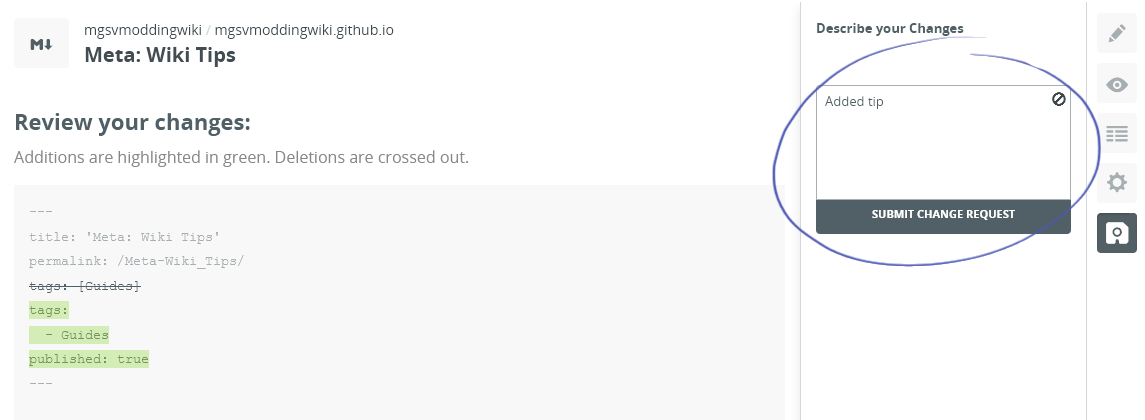 M↓
mgsvmoddingwiki / mgsvmoddingwiki.github.io
Meta: Wiki Tips
Review your changes:
Additions are highlighted in green. Deletions are crossed out.
---
title: 'Meta: Wiki Tips'
permalink: /Meta-Wiki_Tips/
tags: [Guides]
tags:
  - Guides
published: true
---
Describe your Changes
Added tip
SUBMIT CHANGE REQUEST